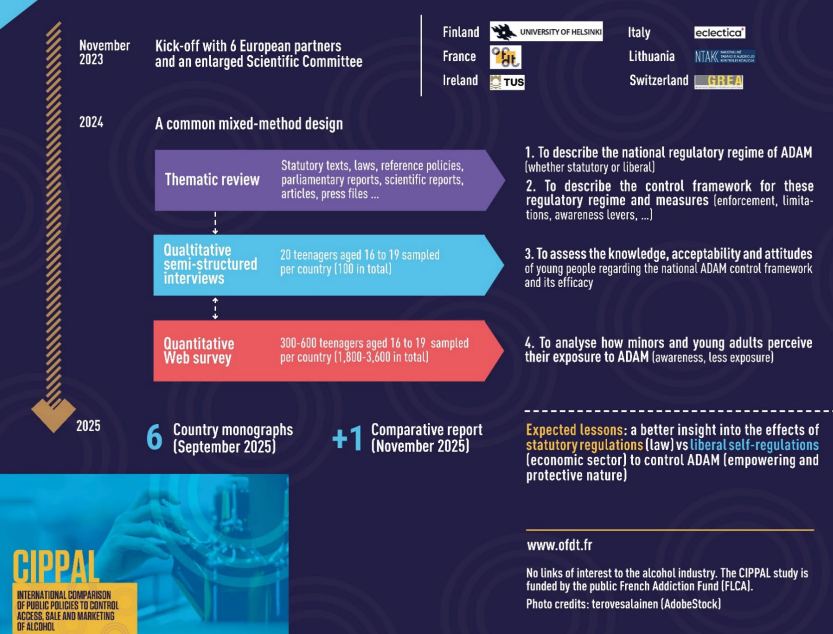 November
2023
Kick-off with 6 European partners
and an enlarged Scientific Committee
Finland
UNIVERSITY OF HELSINKI
France
Ireland
TUS
Italy
eclectica
Lithuania
NTAKK
Switzerland
GREA
2024
A common mixed-method design
Thematic review
Statutory texts, laws, reference policies,
parliamentary reports, scientific reports,
articles, press files ...
1. To describe the national regulatory regime of ADAM
(whether statutory or liberal)
2. To describe the control framework for these
regulatory regime and measures (enforcement, limita-
tions, awareness levers, ...)
Qualtitative
semi-structured
interviews
20 teenagers aged 16 to 19 sampled
per country (100 in total)
3. To assess the knowledge, acceptability and attitudes
of young people regarding the national ADAM control framework
and its efficacy
Quantitative
Web survey
300-600 teenagers aged 16 to 19 sampled
per country (1,800-3,600 in total)
4. To analyse how minors and young adults perceive
their exposure to ADAM (awareness, less exposure)
2025
6 Country monographs
(September 2025)
+1 Comparative report
(November 2025)
Expected lessons: a better insight into the effects of
statutory regulations (law) vs liberal self-regulations
(economic sector) to control ADAM (empowering and
protective nature)
www.ofdt.fr
No links of interest to the alcohol industry. The CIPPAL study is
funded by the public French Addiction Fund (FLCA).
Photo credits: terovesalainen (AdobeStock)
CIPPAL
INTERNATIONAL COMPARISON
OF PUBLIC POLICIES TO CONTROL
ACCESS, SALE AND MARKETING
OF ALCOHOL